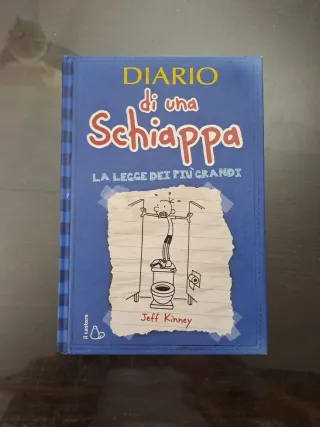 DIARIO
di una
Schiappa
LA LEGGE DEI PIÙ GRANDI
Jeff Kinney
il castoro